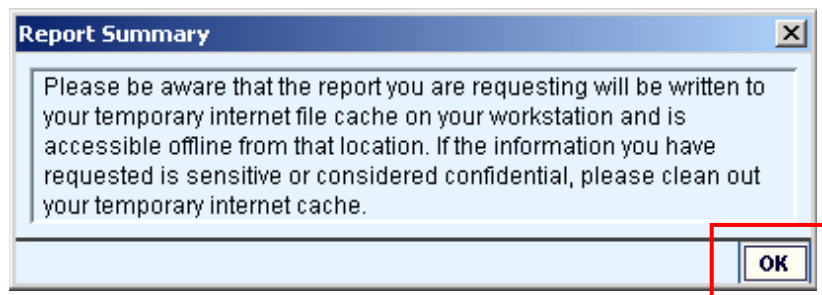 Report Summary
Please be aware that the report you are requesting will be written to
your temporary internet file cache on your workstation and is
accessible offline from that location. If the information you have
requested is sensitive or considered confidential, please clean out
your temporary internet cache.
OK